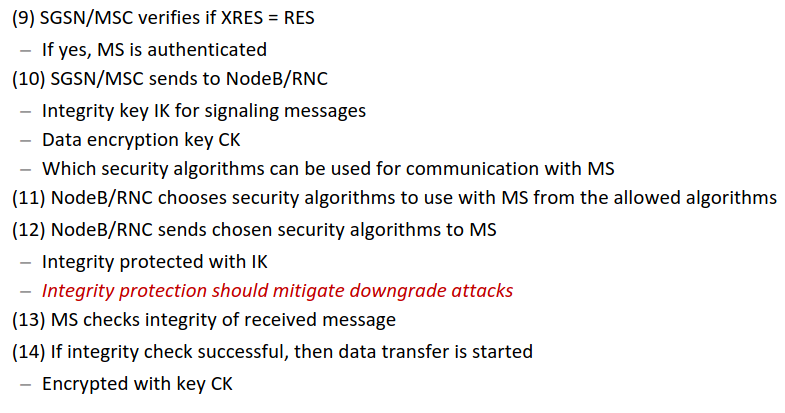 (9) SGSN/MSC verifies if XRES = RES
– If yes, MS is authenticated
(10) SGSN/MSC sends to NodeB/RNC
– Integrity key IK for signaling messages
– Data encryption key CK
– Which security algorithms can be used for communication with MS
(11) NodeB/RNC chooses security algorithms to use with MS from the allowed algorithms
(12) NodeB/RNC sends chosen security algorithms to MS
– Integrity protected with IK
– Integrity protection should mitigate downgrade attacks
(13) MS checks integrity of received message
(14) If integrity check successful, then data transfer is started
– Encrypted with key CK